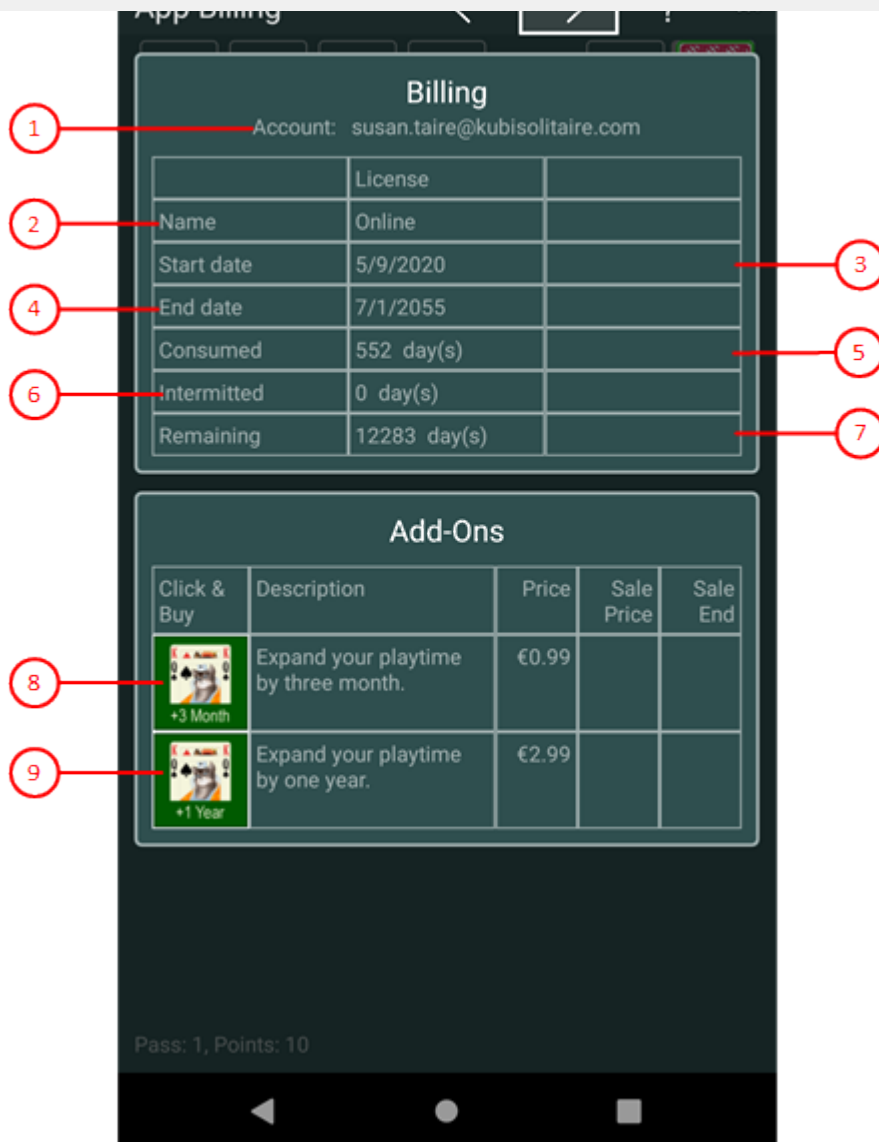 App Billing
?
Billing
1
Account: susan.taire@kubisolitaire.com
License
2
Name Online
Start date 5/9/2020
3
4
End date 7/1/2055
Consumed 552 day(s)
5
6
Intermitted 0 day(s)
Remaining 12283 day(s)
7
Add-Ons
Click & Buy Description Price Sale Price Sale End
8
Expand your playtime by three month. €0.99
+3 Month
9
Expand your playtime by one year. €2.99
+1 Year
Pass: 1, Points: 10